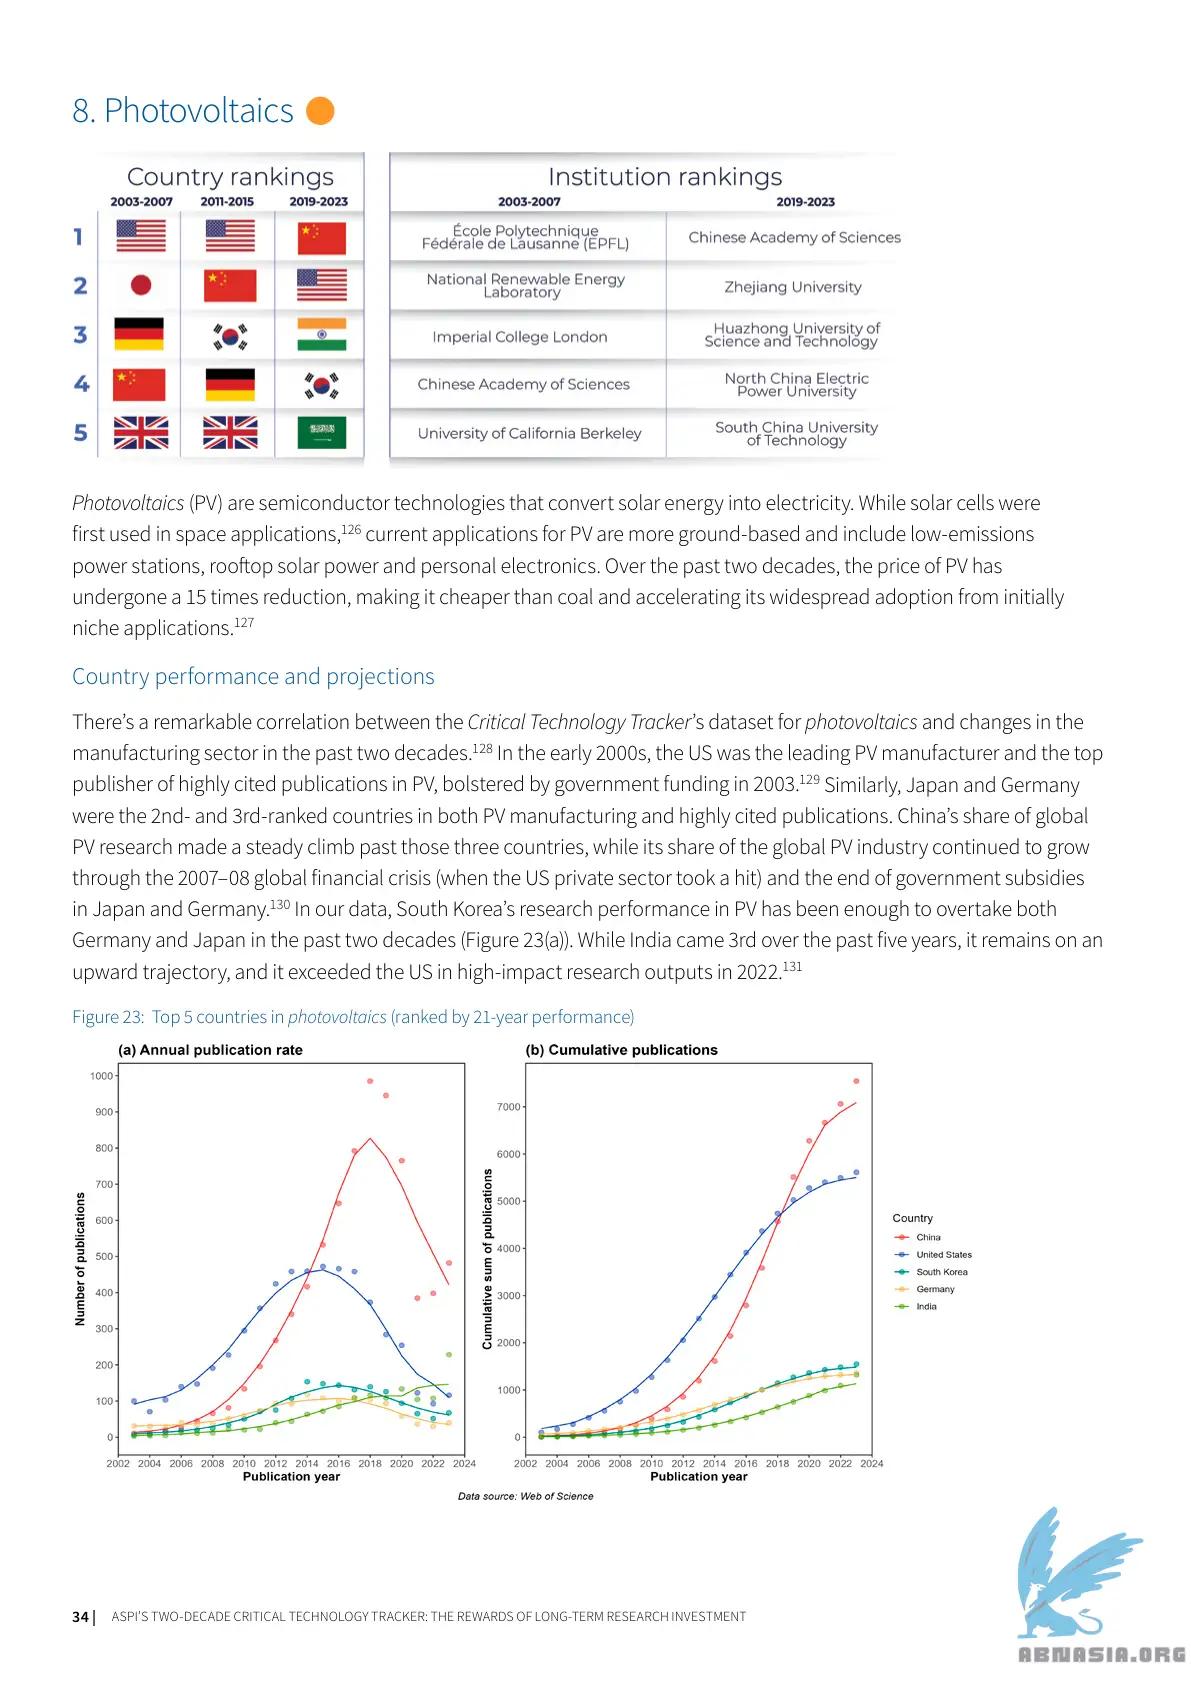 8. Photovoltaics
Country rankings
2003-2007 2011-2015 2019-2023
Institution rankings
2003-2007 2019-2023
1
École Polytechnique
Fédérale de Lausanne (EPFL)
Chinese Academy of Sciences
2
National Renewable Energy
Laboratory
Zhejiang University
3
Imperial College London
Huazhong University of
Science and Technology
4
Chinese Academy of Sciences
North China Electric
Power University
5
University of California Berkeley
South China University
of Technology
Photovoltaics (PV) are semiconductor technologies that convert solar energy into electricity. While solar cells were
first used in space applications,126 current applications for PV are more ground-based and include low-emissions
power stations, rooftop solar power and personal electronics. Over the past two decades, the price of PV has
undergone a 15 times reduction, making it cheaper than coal and accelerating its widespread adoption from initially
niche applications.127
Country performance and projections
There’s a remarkable correlation between the Critical Technology Tracker’s dataset for photovoltaics and changes in the
manufacturing sector in the past two decades.128 In the early 2000s, the US was the leading PV manufacturer and the top
publisher of highly cited publications in PV, bolstered by government funding in 2003.129 Similarly, Japan and Germany
were the 2nd- and 3rd-ranked countries in both PV manufacturing and highly cited publications. China’s share of global
PV research made a steady climb past those three countries, while its share of the global PV industry continued to grow
through the 2007–08 global financial crisis (when the US private sector took a hit) and the end of government subsidies
in Japan and Germany.130 In our data, South Korea’s research performance in PV has been enough to overtake both
Germany and Japan in the past two decades (Figure 23(a)). While India came 3rd over the past five years, it remains on an
upward trajectory, and it exceeded the US in high-impact research outputs in 2022.131
Figure 23: Top 5 countries in photovoltaics (ranked by 21-year performance)
(a) Annual publication rate
Number of publications
1000
900
800
700
600
500
400
300
200
100
0
2002 2004 2006 2008 2010 2012 2014 2016 2018 2020 2022 2024
Publication year
(b) Cumulative publications
Cumulative sum of publications
7000
6000
5000
4000
3000
2000
1000
0
2002 2004 2006 2008 2010 2012 2014 2016 2018 2020 2022 2024
Publication year
Country
China
United States
South Korea
Germany
India
Data source: Web of Science
34 | ASPI’S TWO-DECADE CRITICAL TECHNOLOGY TRACKER: THE REWARDS OF LONG-TERM RESEARCH INVESTMENT
ABNASIA.ORG